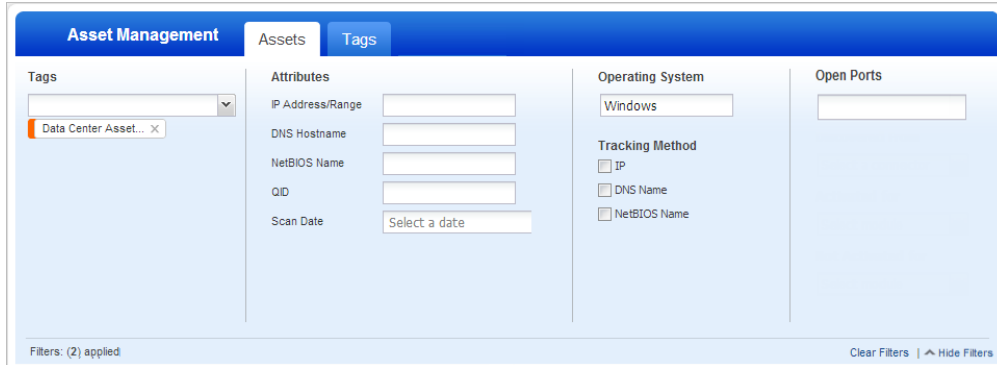 Asset Management
Assets
Tags
Tags
Data Center Asset...
Attributes
IP Address/Range
DNS Hostname
NetBIOS Name
QID
Scan Date
Select a date
Operating System
Windows
Tracking Method
IP
DNS Name
NetBIOS Name
Open Ports
Filters: (2) applied
Clear Filters | Hide Filters